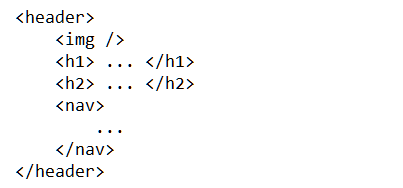 <header>
    <img />
    <h1> ... </h1>
    <h2> ... </h2>
    <nav>
        ...
    </nav>
</header>